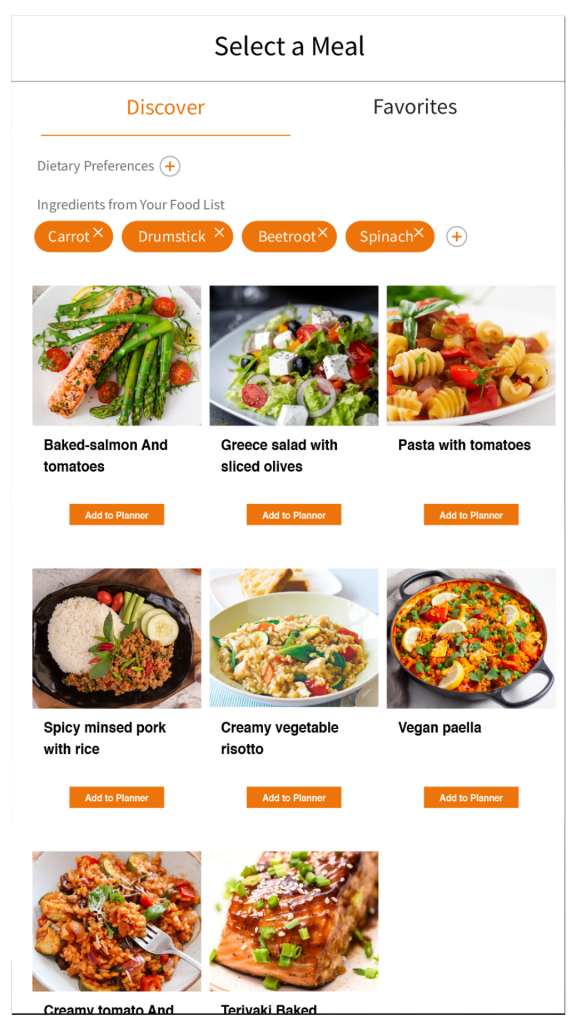 Select a Meal
Discover Favorites
Dietary Preferences
Ingredients from Your Food List
Carrot Drumstick Beetroot Spinach
Baked-salmon And
tomatoes
Greece salad with
sliced olives
Pasta with tomatoes
Add to Planner Add to Planner Add to Planner
Spicy minsed pork
with rice
Creamy vegetable
risotto
Vegan paella
Add to Planner Add to Planner Add to Planner
Creamy tomato And
Teriyaki Baked